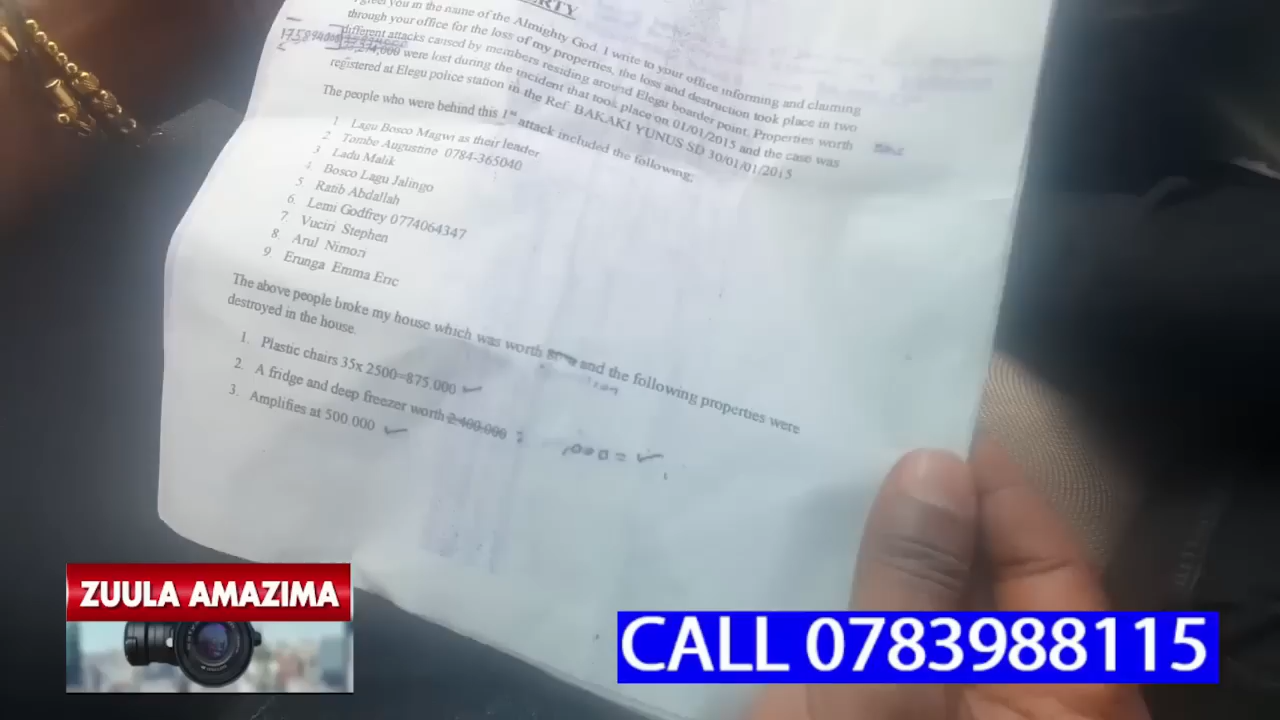 greet you in the name of the Almighty God. I write to your office informing and claiming
through your office for the loss of my properties, the loss and destruction took place in two
different attacks caused by members residing around Elegu boarder point. Properties worth
were lost during the incident that took place on 01/01/2015 and the case was
registered at Elegu police station in the Ref. BAKAKI YUNUS SD 30/01/01/2015
The people who were behind this 1st attack included the following;
1 Lagu Bosco Magwi as their leader
2 Tombe Augustine 0784-365040
3 Ladu Malik
4. Bosco Lagu Jalingo
5. Ratib Abdallah
6. Lemi Godfrey 0774064347
7 Vuciri Stephen
8. Arul Nimozi
9. Erunga Emma Eric
The above people broke my house which was worth and the following properties were
destroyed in the house.
1. Plastic chairs 35x 2500=875.000 ✓
2. A fridge and deep freezer worth 2.400.000
,000= ✓
3. Amplifies at 500 000 ✓
ZUULA AMAZIMA
CALL 0783988115